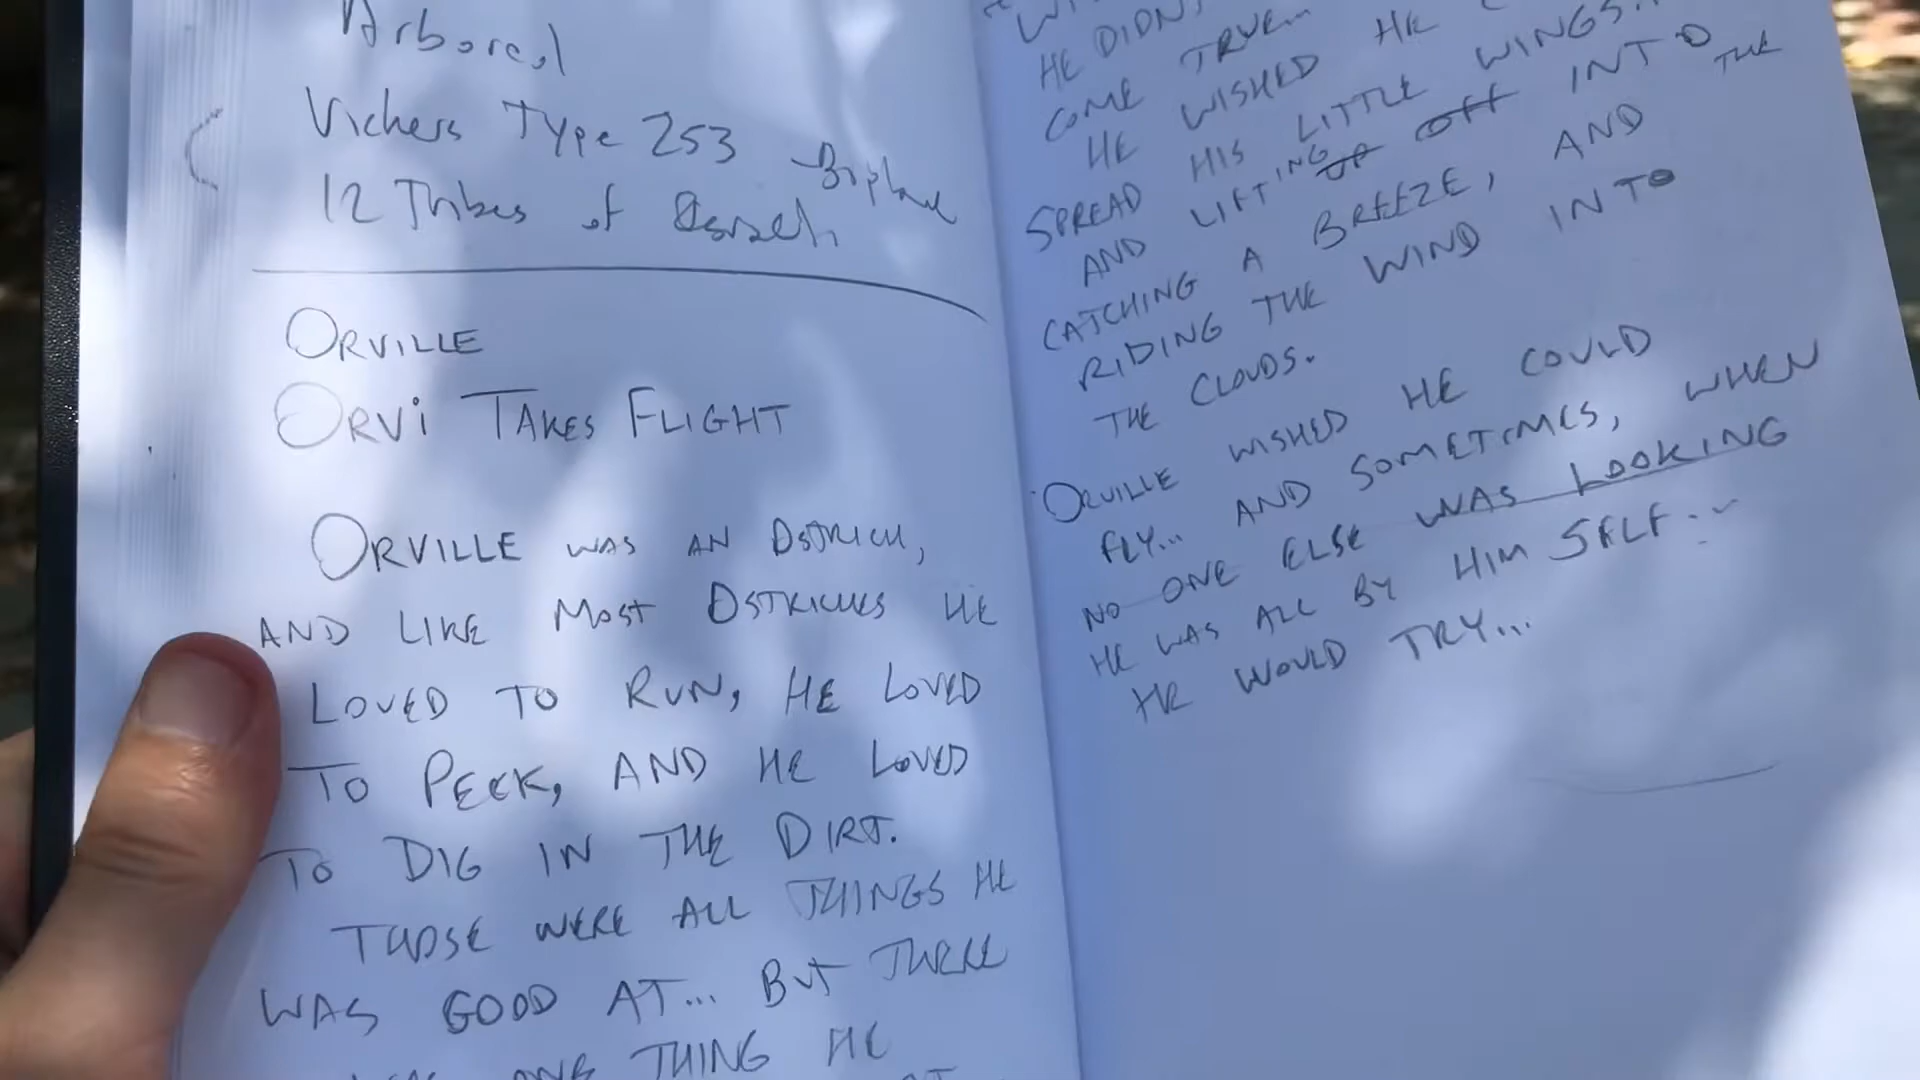 Arboreal
Vickers Type 253 Biplane
12 Tribes of
ORVILLE
ORVI TAKES FLIGHT
ORVILLE WAS AN OSTRICH,
AND LIKE MOST OSTRICHES HE
LOVED TO RUN, HE LOVED
TO PECK, AND HE LOVED
TO DIG IN THE DIRT.
THOSE WERE ALL THINGS HE
WAS GOOD AT... BUT THERE
WAS ONE THING HE
HE DIDN'
COME TRUE...
HE WISHED HE
SPREAD HIS LITTLE WINGS
AND LIFTING UP OFF INTO THE
CATCHING A BREEZE, AND
RIDING THE WIND INTO
THE CLOUDS.
ORVILLE WISHED HE COULD
FLY... AND SOMETIMES, WHEN
NO ONE ELSE WAS LOOKING
HE WAS ALL BY HIMSELF...
HE WOULD TRY...